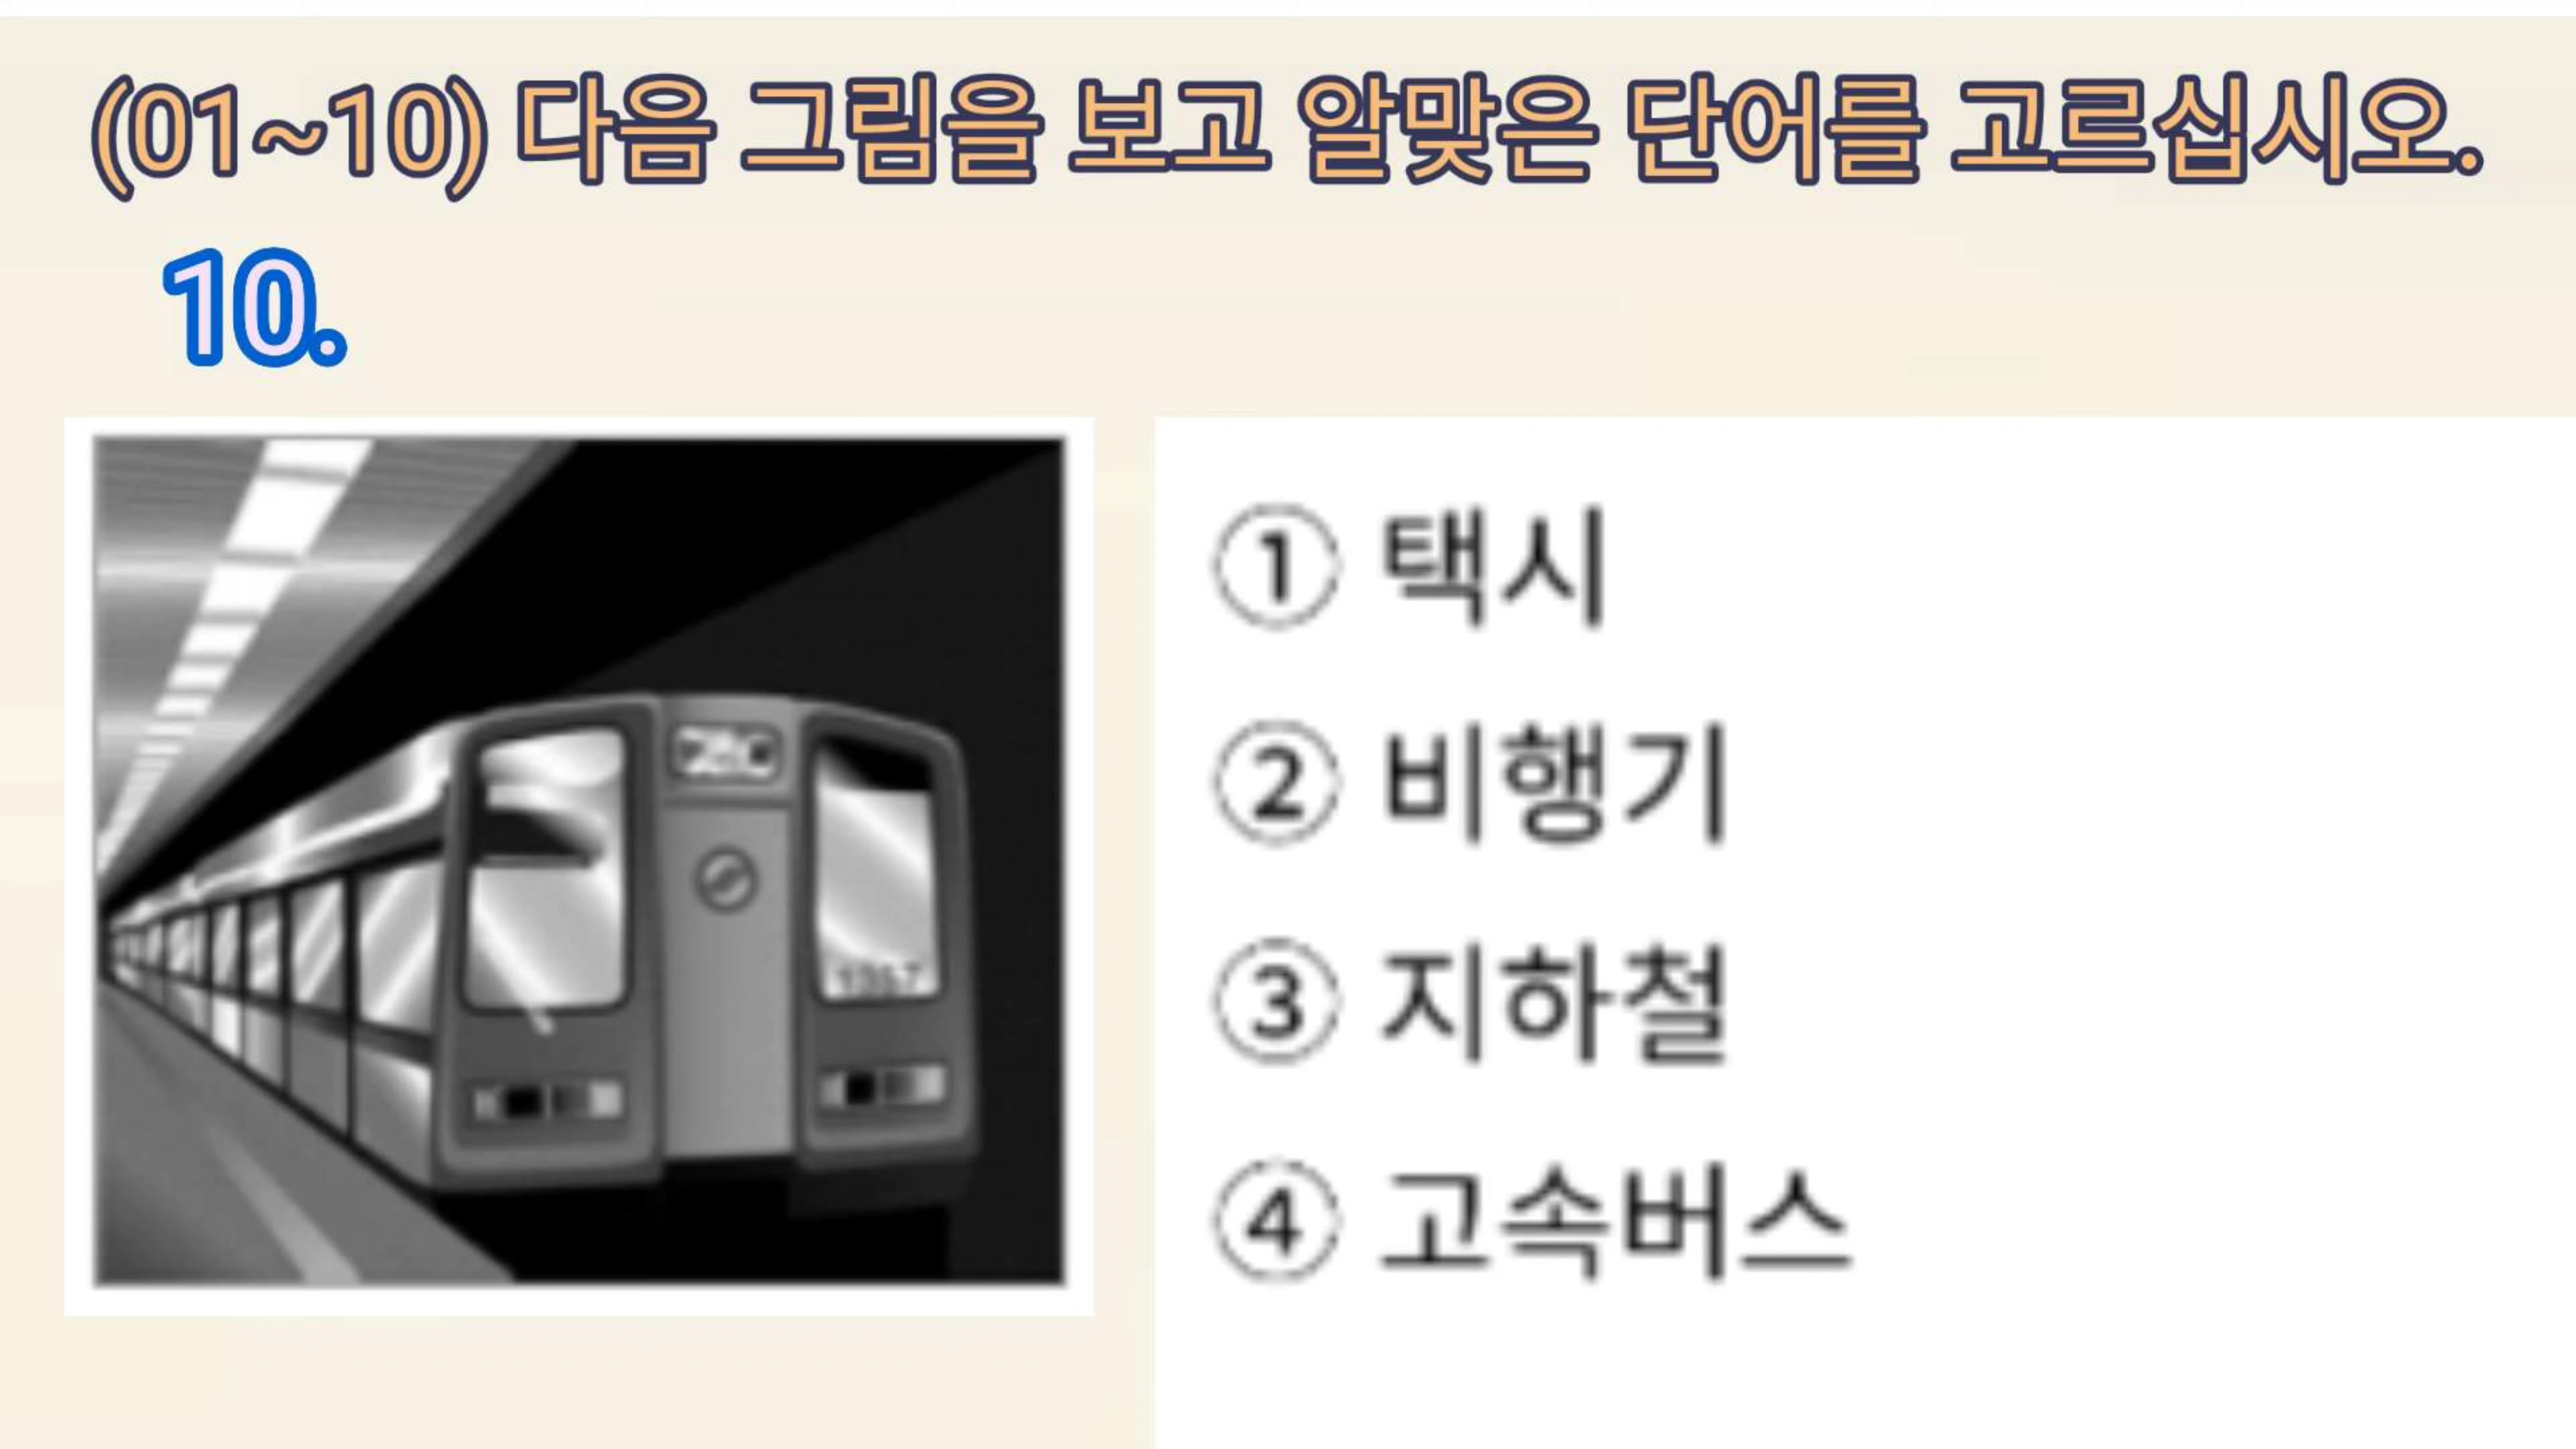 (01~10) 다음 그림을 보고 알맞은 단어를 고르십시오.
10.
① 택시
② 비행기
③ 지하철
④ 고속버스